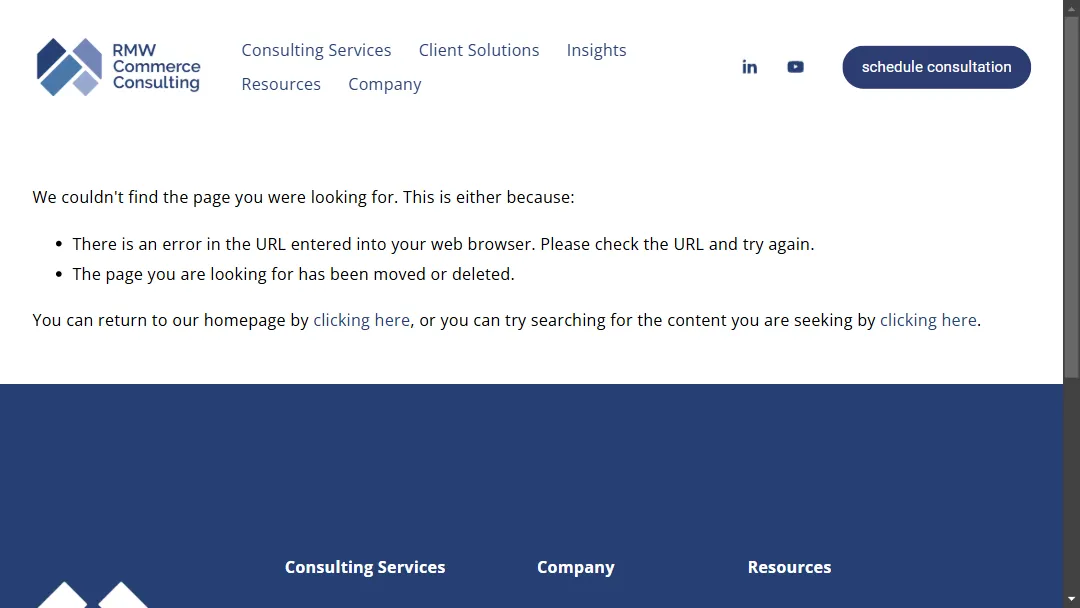 RMW
Commerce
Consulting
Consulting Services Client Solutions Insights
Resources Company
in
schedule consultation
We couldn't find the page you were looking for. This is either because:
• There is an error in the URL entered into your web browser. Please check the URL and try again.
• The page you are looking for has been moved or deleted.
You can return to our homepage by clicking here, or you can try searching for the content you are seeking by clicking here.
Consulting Services Company Resources